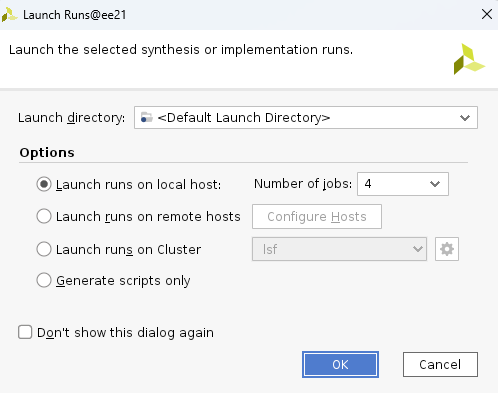 Launch Runs@ee21
Launch the selected synthesis or implementation runs.
Launch directory: <Default Launch Directory>
Options
Launch runs on local host: Number of jobs: 4
Launch runs on remote hosts Configure Hosts
Launch runs on Cluster lsf
Generate scripts only
Don't show this dialog again
OK Cancel